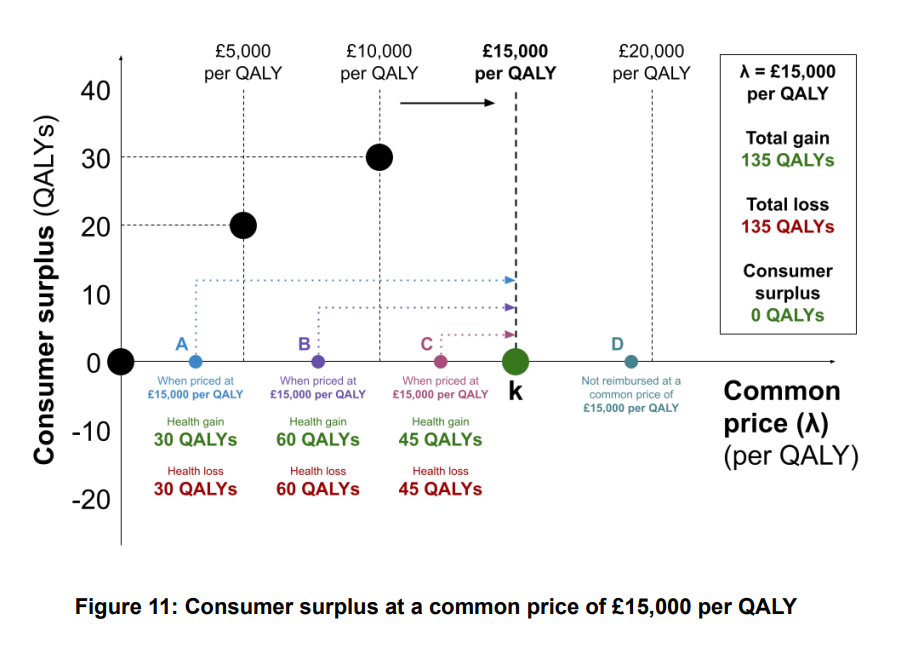 £5,000
per QALY
£10,000
per QALY
£15,000
per QALY
£20,000
per QALY
λ = £15,000
per QALY
Total gain
135 QALYs
Total loss
135 QALYs
Consumer
surplus
0 QALYs
Consumer surplus (QALYs)
40
30
20
10
0
-10
-20
A
B
C
D
When priced at
£15,000 per QALY
When priced at
£15,000 per QALY
When priced at
£15,000 per QALY
k
Not reimbursed at a
common price of
£15,000 per QALY
Health gain
30 QALYs
Health gain
60 QALYs
Health gain
45 QALYs
Health loss
30 QALYs
Health loss
60 QALYs
Health loss
45 QALYs
Common
price (λ)
(per QALY)
Figure 11: Consumer surplus at a common price of £15,000 per QALY